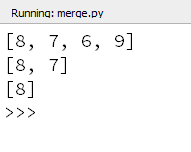 Running: merge.py
[8, 7, 6, 9]
[8, 7]
[8]
>>>